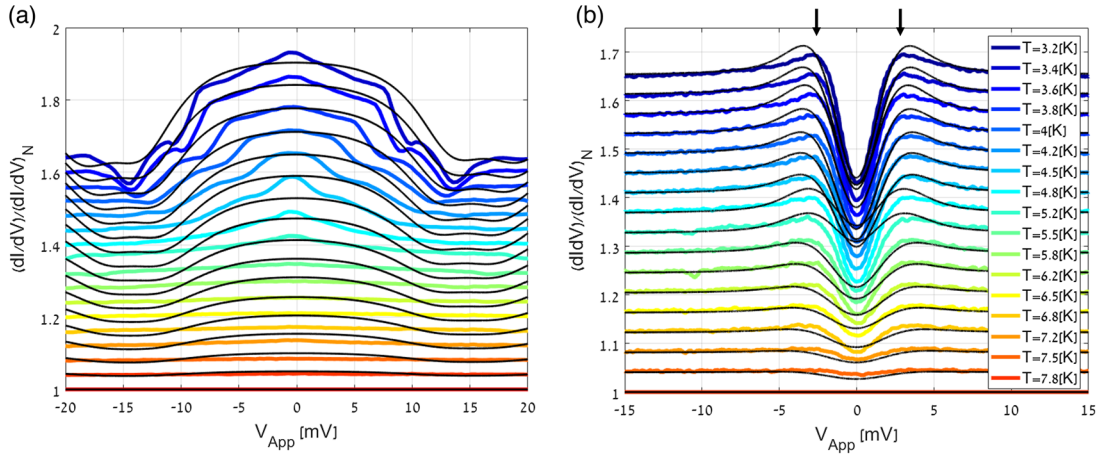 (a)
(b)
2
1.8
1.6
1.4
1.2
1
-20
-15
-10
-5
0
5
10
15
20
(dI/dV)/(dI/dV)N
VApp [mV]
1.7
1.6
1.5
1.4
1.3
1.2
1.1
1
-15
-10
-5
0
5
10
15
(dI/dV)/(dI/dV)N
VApp [mV]
T=3.2[K]
T=3.4[K]
T=3.6[K]
T=3.8[K]
T=4[K]
T=4.2[K]
T=4.5[K]
T=4.8[K]
T=5.2[K]
T=5.5[K]
T=5.8[K]
T=6.2[K]
T=6.5[K]
T=6.8[K]
T=7.2[K]
T=7.5[K]
T=7.8[K]